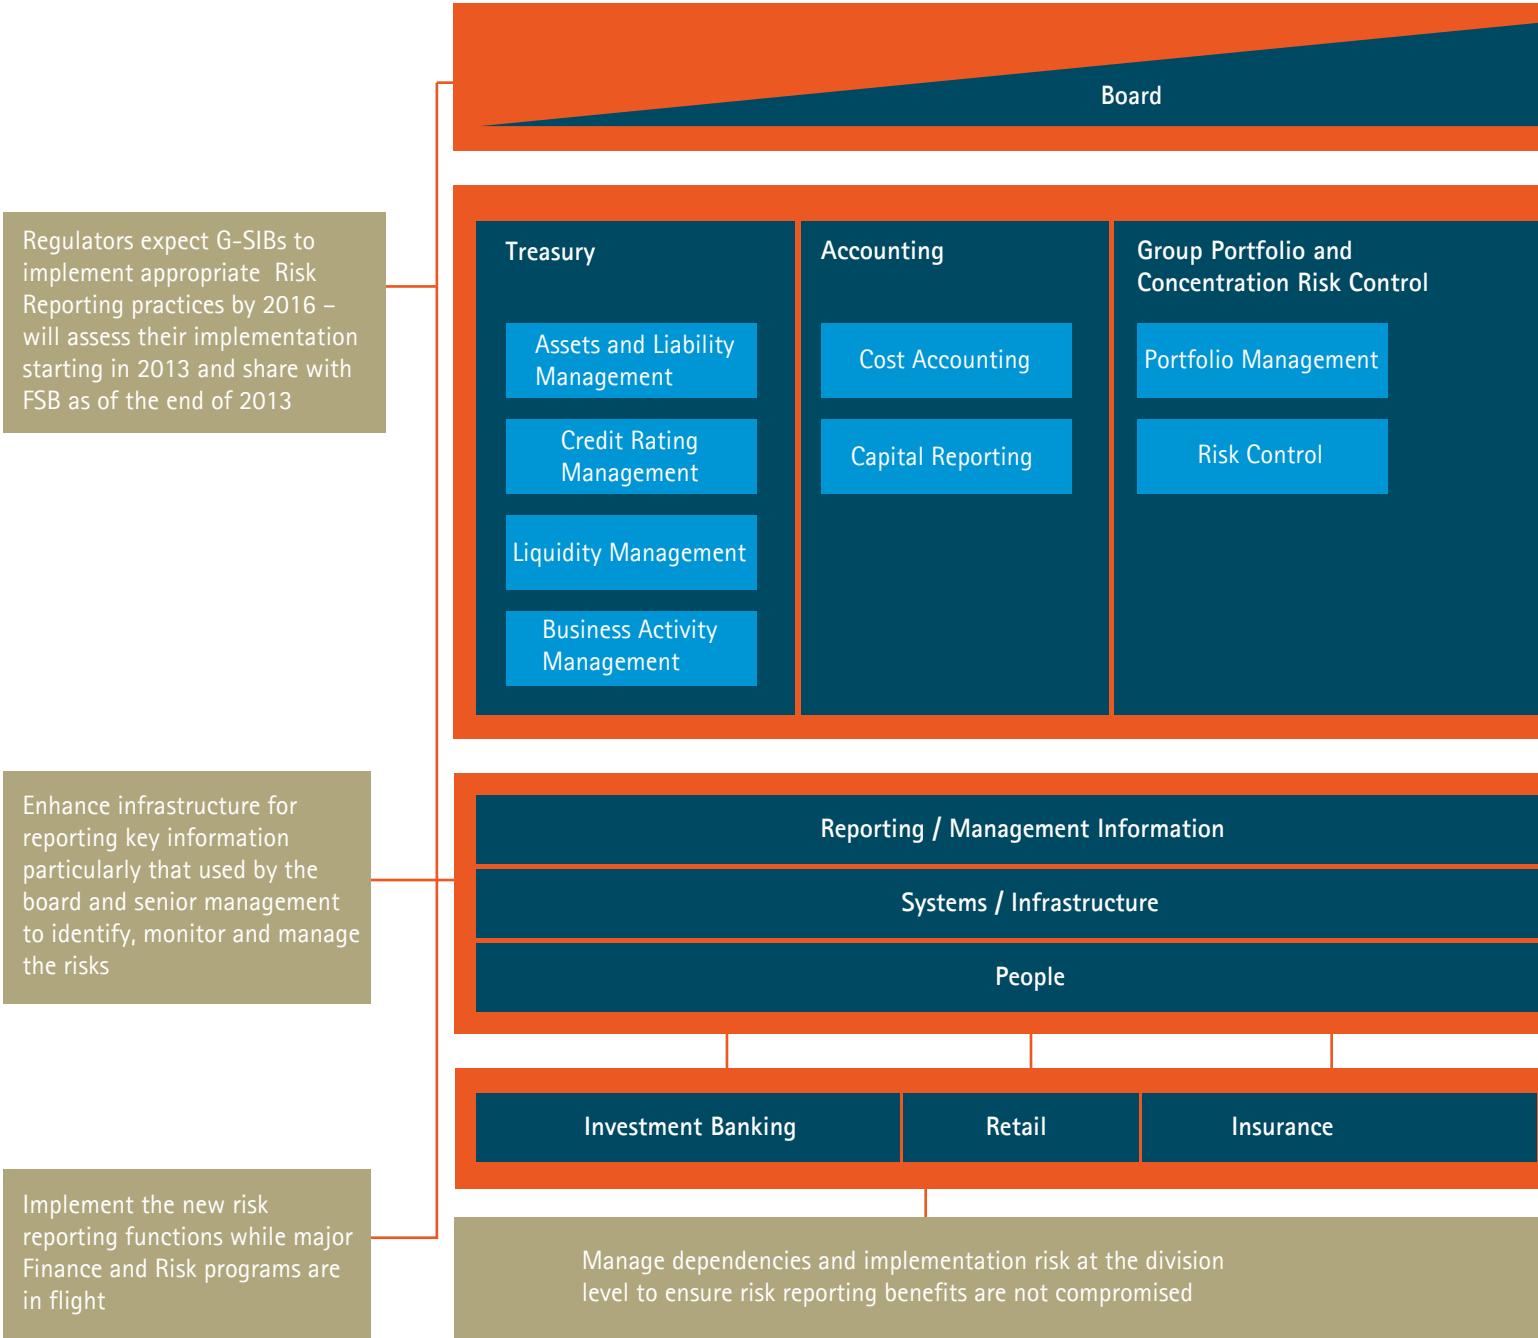 Board
Regulators expect G-SIBs to
implement appropriate Risk
Reporting practices by 2016 –
will assess their implementation
starting in 2013 and share with
FSB as of the end of 2013
Treasury
Assets and Liability
Management
Credit Rating
Management
Liquidity Management
Business Activity
Management
Accounting
Cost Accounting
Capital Reporting
Group Portfolio and
Concentration Risk Control
Portfolio Management
Risk Control
Enhance infrastructure for
reporting key information
particularly that used by the
board and senior management
to identify, monitor and manage
the risks
Reporting / Management Information
Systems / Infrastructure
People
Investment Banking
Retail
Insurance
Implement the new risk
reporting functions while major
Finance and Risk programs are
in flight
Manage dependencies and implementation risk at the division
level to ensure risk reporting benefits are not compromised